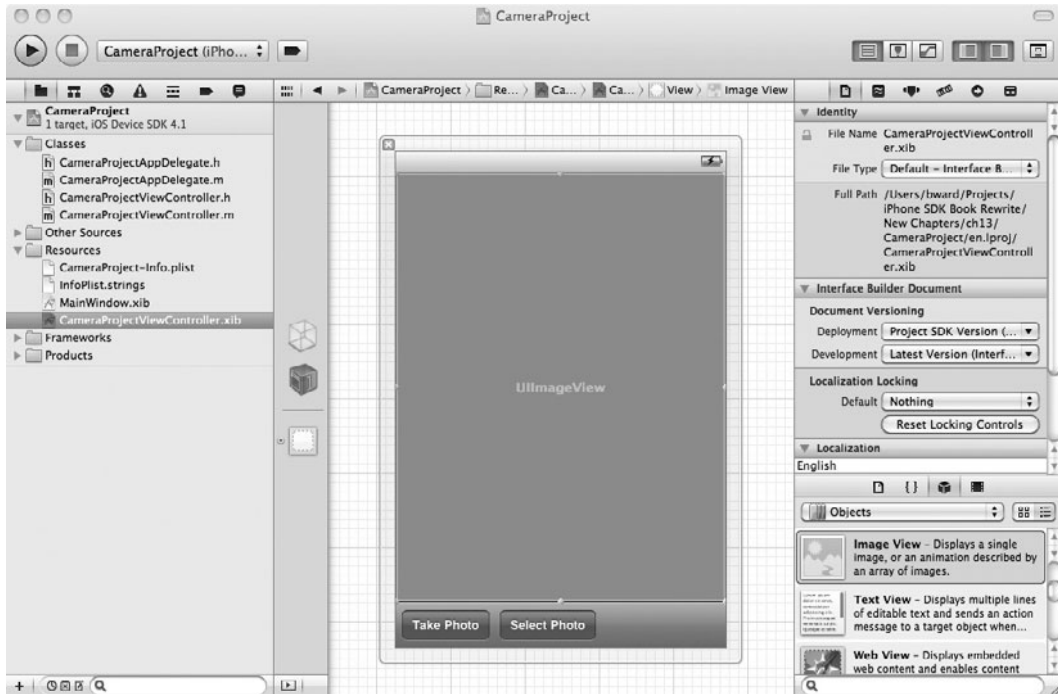 CameraProject
CameraProject (iPho...
CameraProject
1 target, iOS Device SDK 4.1
Classes
CameraProjectAppDelegate.h
CameraProjectAppDelegate.m
CameraProjectViewController.h
CameraProjectViewController.m
Other Sources
Resources
CameraProject-Info.plist
InfoPlist.strings
MainWindow.xib
CameraProjectViewController.xib
Frameworks
Products
CameraProject
Re...
Ca...
Ca...
View
Image View
UIImageView
Take Photo
Select Photo
Identity
File Name CameraProjectViewControll
er.xib
File Type Default - Interface B...
Full Path /Users/bward/Projects/
iPhone SDK Book Rewrite/
New Chapters/ch13/
CameraProject/en.lproj/
CameraProjectViewControll
er.xib
Interface Builder Document
Document Versioning
Deployment Project SDK Version (...
Development Latest Version (Interf...
Localization Locking
Default Nothing
Reset Locking Controls
Localization
English
{}
Objects
Image View - Displays a single
image, or an animation described by
an array of images.
Text View - Displays multiple lines
of editable text and sends an action
message to a target object when...
Web View - Displays embedded
web content and enables content